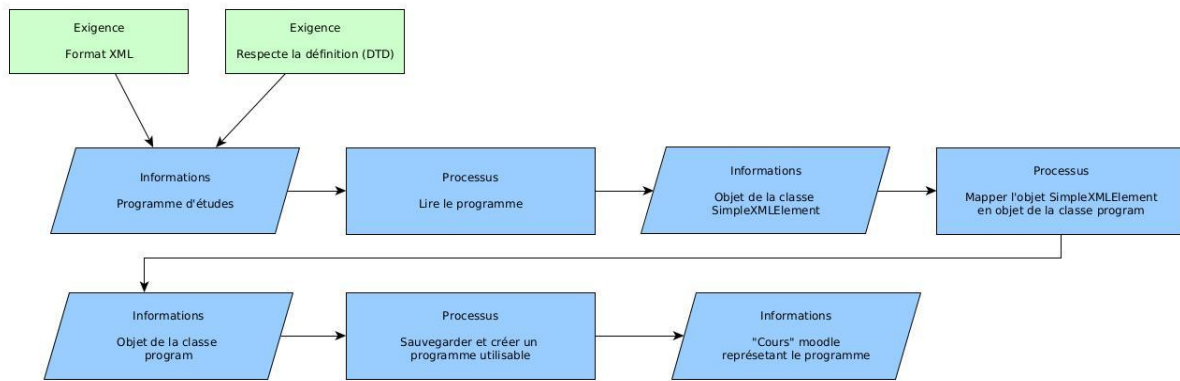 Exigence
Format XML
Exigence
Respecte la définition (DTD)
Informations
Programme d'études
Processus
Lire le programme
Informations
Objet de la classe
SimpleXMLElement
Processus
Mapper l'objet SimpleXMLElement
en objet de la classe program
Informations
Objet de la classe
program
Processus
Sauvegarder et créer un
programme utilisable
Informations
"Cours" moodle
représetant le programme